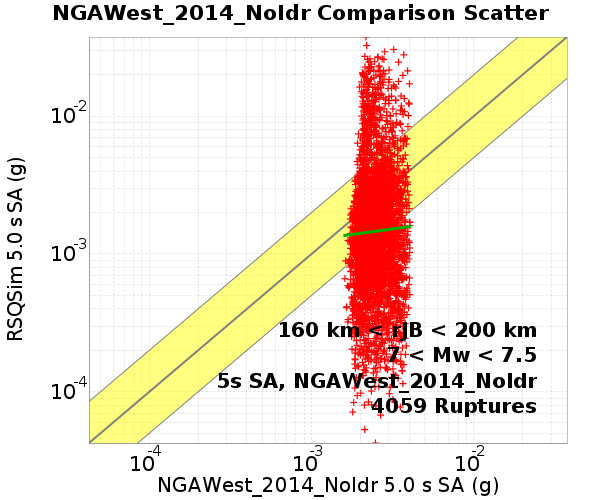 NGAWest_2014_NoIdr Comparison Scatter
RSQSim 5.0 s SA (g)
10-2
10-3
10-4
160 km < rJB < 200 km
7 < Mw < 7.5
5s SA, NGAWest_2014_NoIdr
4059 Ruptures
10-4 10-3 10-2
NGAWest_2014_NoIdr 5.0 s SA (g)